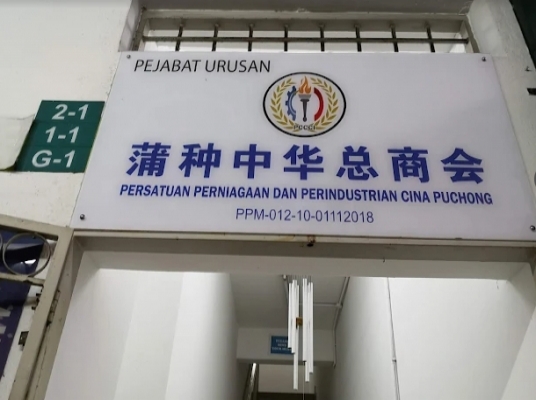 PEJABAT URUSAN
2-1
1-1
G-1
蒲种中华总商会
PERSATUAN PERNIAGAAN DAN PERINDUSTRIAN CINA PUCHONG
PPM-012-10-01112018